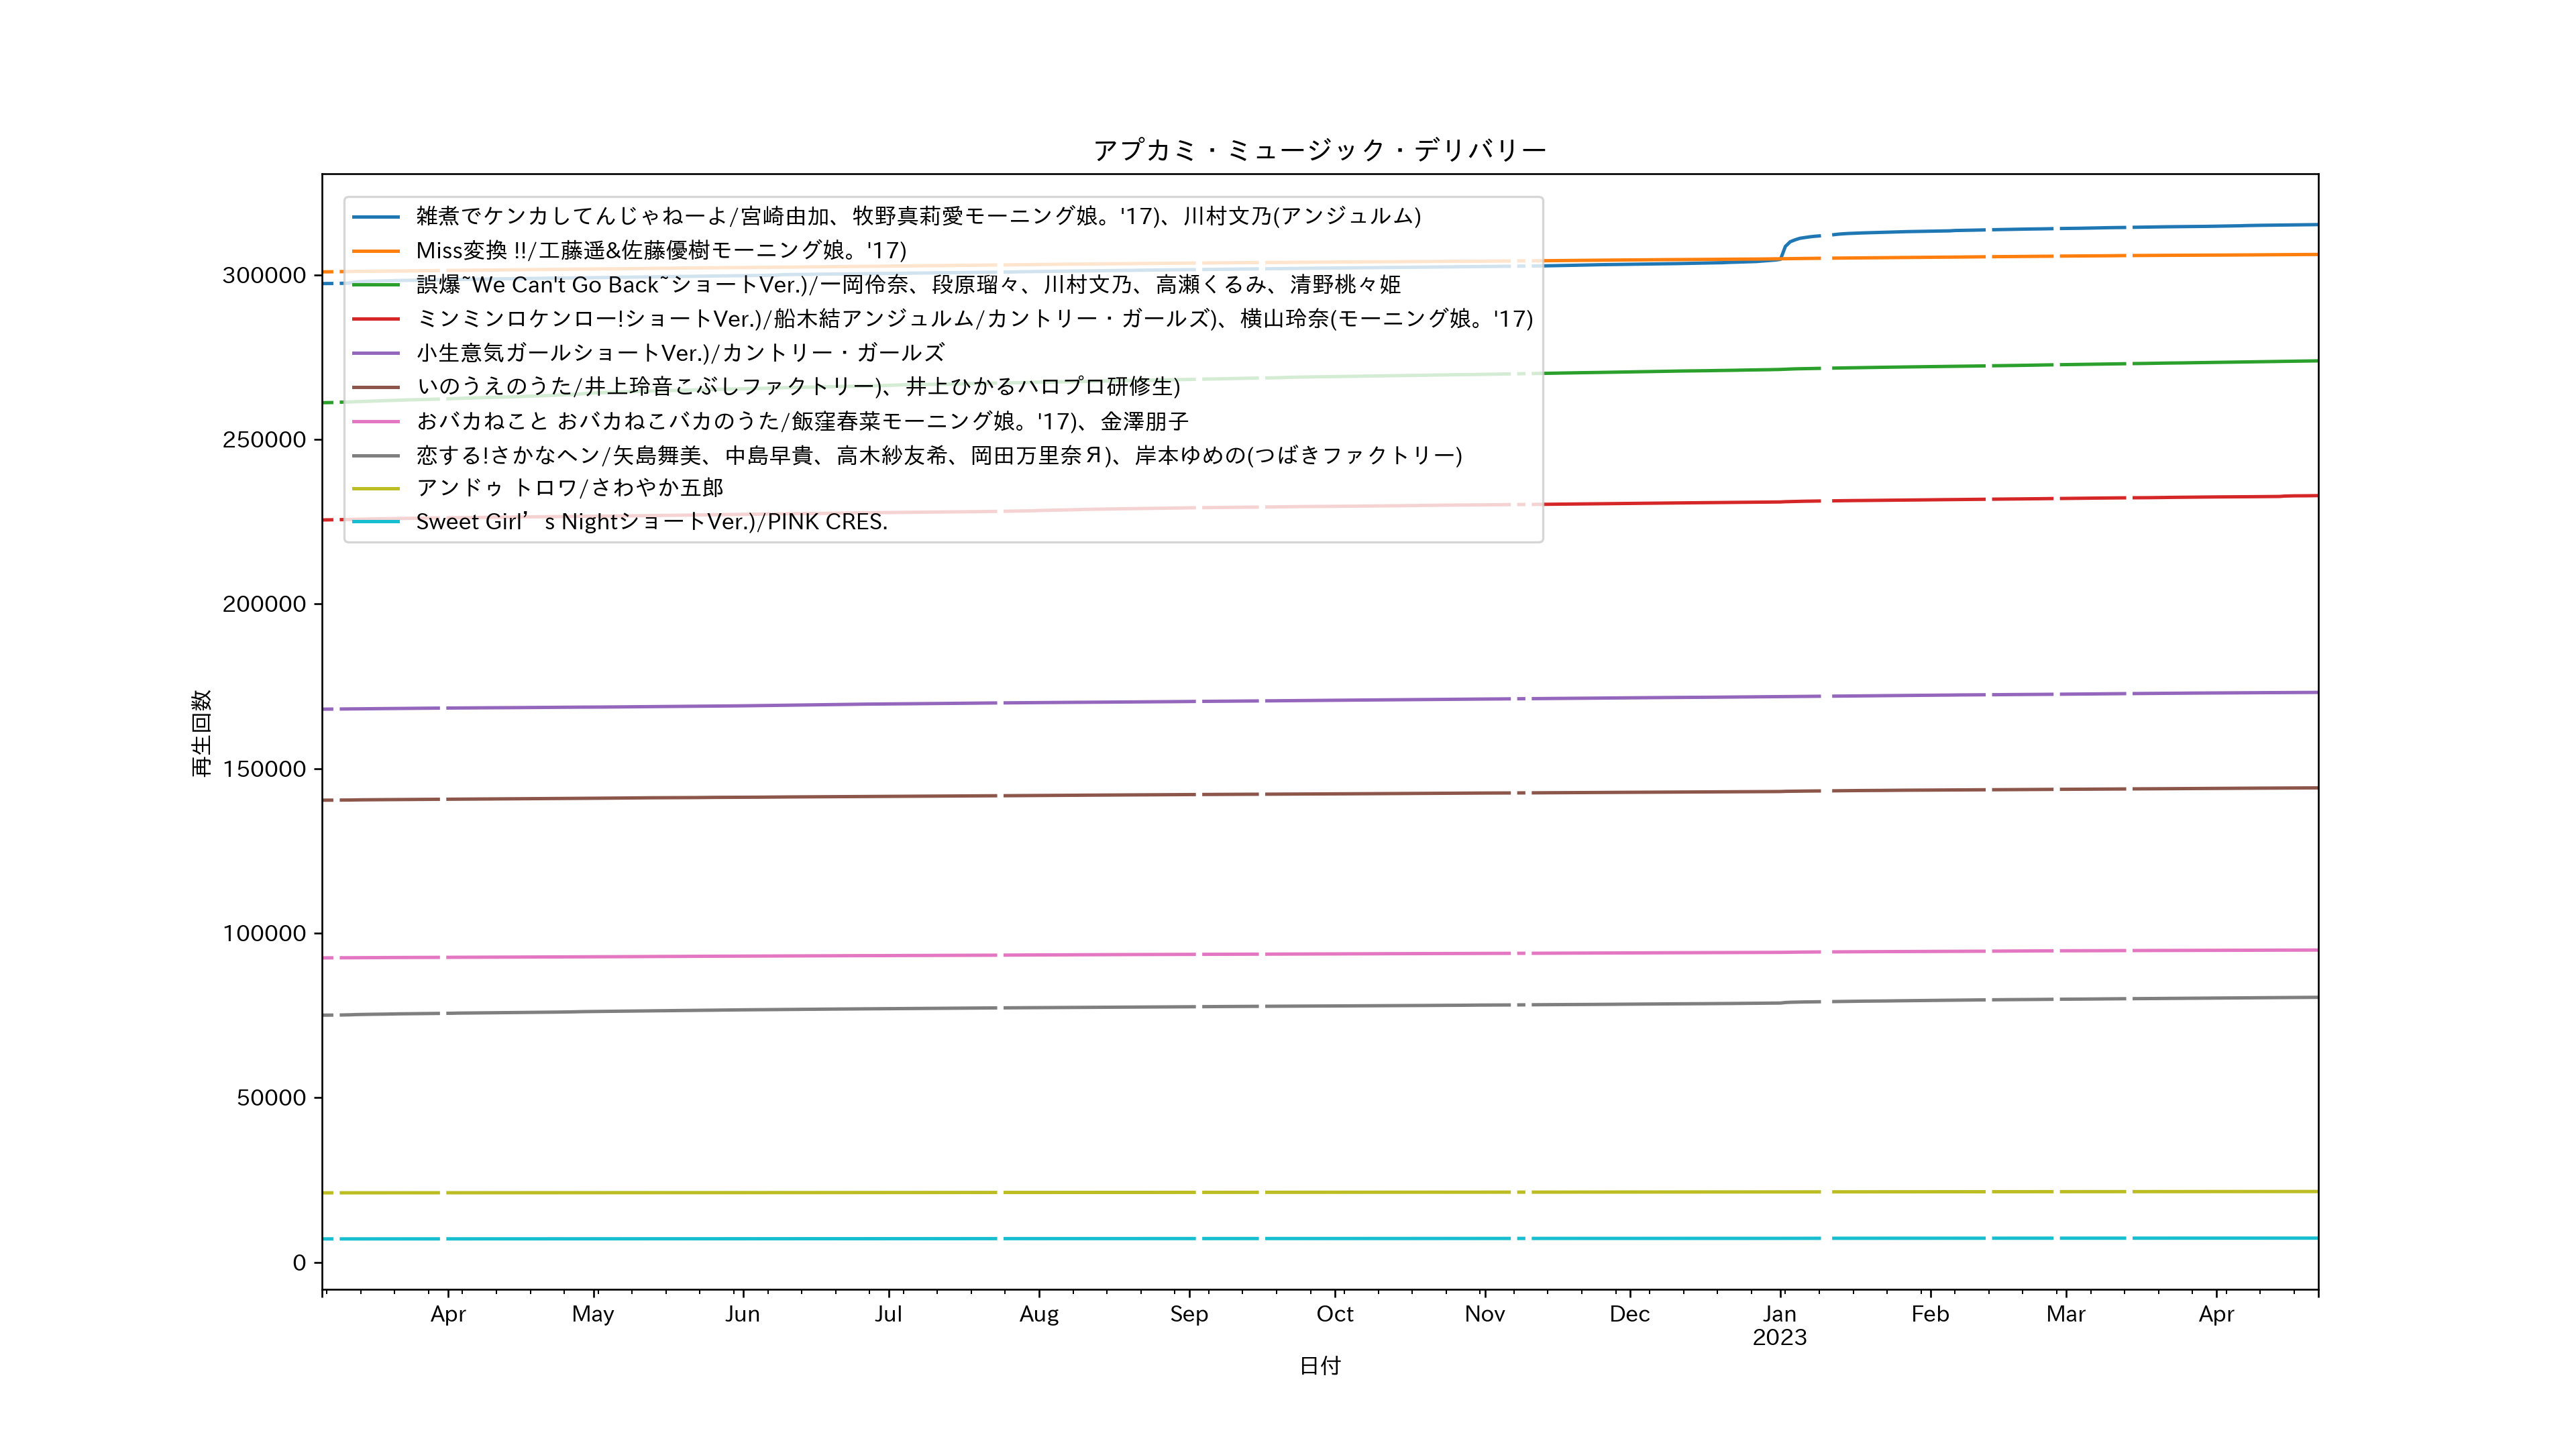 アプカミ・ミュージック・デリバリー
雑煮でケンカしてんじゃねーよ/宮崎由加、牧野真莉愛モーニング娘。'17)、川村文乃(アンジュルム)
Miss変換 !!/工藤遥&佐藤優樹モーニング娘。'17)
誤爆~We Can't Go Back~ショートVer.)/一岡伶奈、段原瑠々、川村文乃、高瀬くるみ、清野桃々姫
ミンミンロケンロー!ショートVer.)/船木結アンジュルム/カントリー・ガールズ)、横山玲奈(モーニング娘。'17)
小生意気ガールショートVer.)/カントリー・ガールズ
いのうえのうた/井上玲音こぶしファクトリー)、井上ひかるハロプロ研修生)
おバカねこと おバカねこバカのうた/飯窪春菜モーニング娘。'17)、金澤朋子
恋する!さかなヘン/矢島舞美、中島早貴、高木紗友希、岡田万里奈Я)、岸本ゆめの(つばきファクトリー)
アンドゥ トロワ/さわやか五郎
Sweet Girl’s NightショートVer.)/PINK CRES.
再生回数
300000
250000
200000
150000
100000
50000
0
Apr May Jun Jul Aug Sep Oct Nov Dec Jan Feb Mar Apr
2023
日付